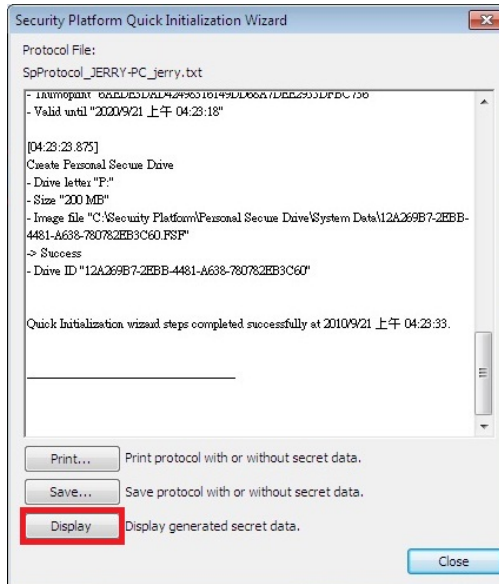 Security Platform Quick Initialization Wizard
Protocol File:
SpProtocol_JERRY-PC_jerry.txt
- Valid until "2020/9/21 上午 04:23:18"
[04:23:23.875]
Create Personal Secure Drive
- Drive letter "P:"
- Size "200 MB"
- Image file "C:\Security Platform\Personal Secure Drive\System Data\12A269B7-2EBB-
4481-A638-780782EB3C60.FSF"
-> Success
- Drive ID "12A269B7-2EBB-4481-A638-780782EB3C60"
Quick Initialization wizard steps completed successfully at 2010/9/21 上午 04:23:33.
Print... Print protocol with or without secret data.
Save... Save protocol with or without secret data.
Display Display generated secret data.
Close